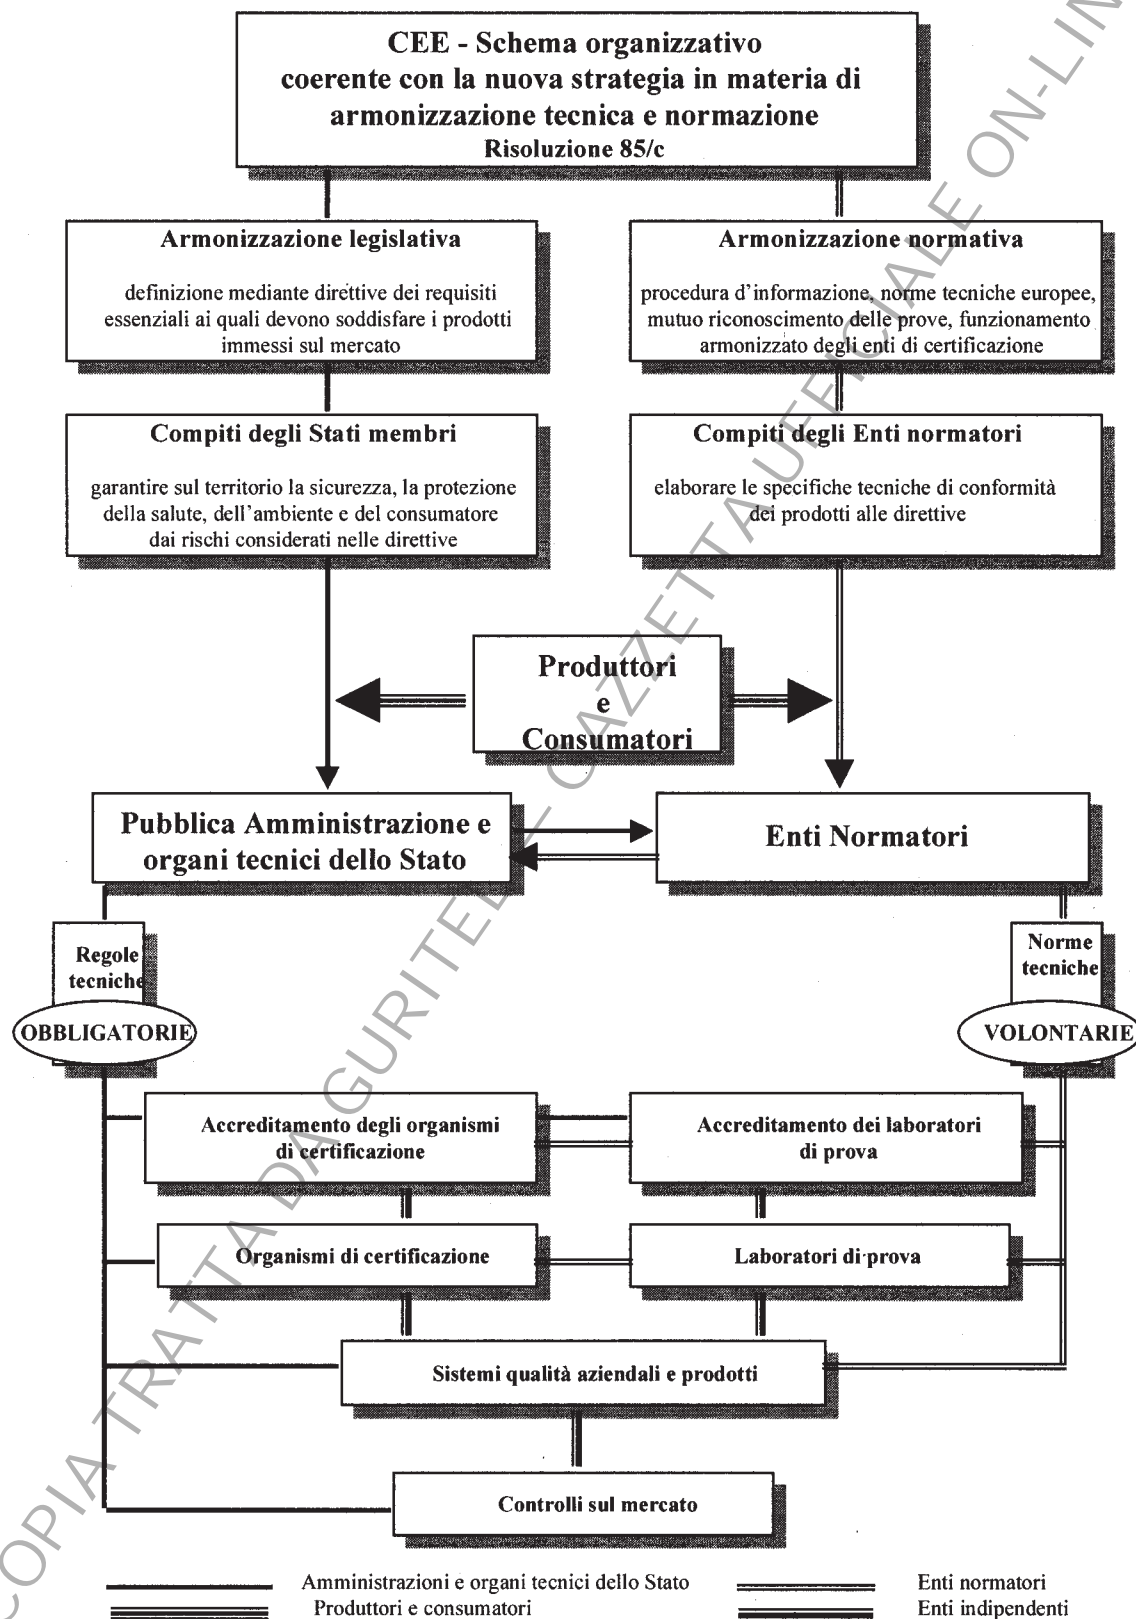 CEE - Schema organizzativo
coerente con la nuova strategia in materia di
armonizzazione tecnica e normazione
Risoluzione 85/c
Armonizzazione legislativa
definizione mediante direttive dei requisiti
essenziali ai quali devono soddisfare i prodotti
immessi sul mercato
Armonizzazione normativa
procedura d'informazione, norme tecniche europee,
mutuo riconoscimento delle prove, funzionamento
armonizzato degli enti di certificazione
Compiti degli Stati membri
garantire sul territorio la sicurezza, la protezione
della salute, dell'ambiente e del consumatore
dai rischi considerati nelle direttive
Compiti degli Enti normatori
elaborare le specifiche tecniche di conformità
dei prodotti alle direttive
Produttori
e
Consumatori
Pubblica Amministrazione e
organi tecnici dello Stato
Enti Normatori
Regole
tecniche
OBBLIGATORIE
Norme
tecniche
VOLONTARIE
Accreditamento degli organismi
di certificazione
Accreditamento dei laboratori
di prova
Organismi di certificazione
Laboratori di prova
Sistemi qualità aziendali e prodotti
Controlli sul mercato
Amministrazioni e organi tecnici dello Stato
Enti normatori
Produttori e consumatori
Enti indipendenti
COPIA TRATTA DA GURITEL — GAZZETTA UFFICIALE ON-LIN